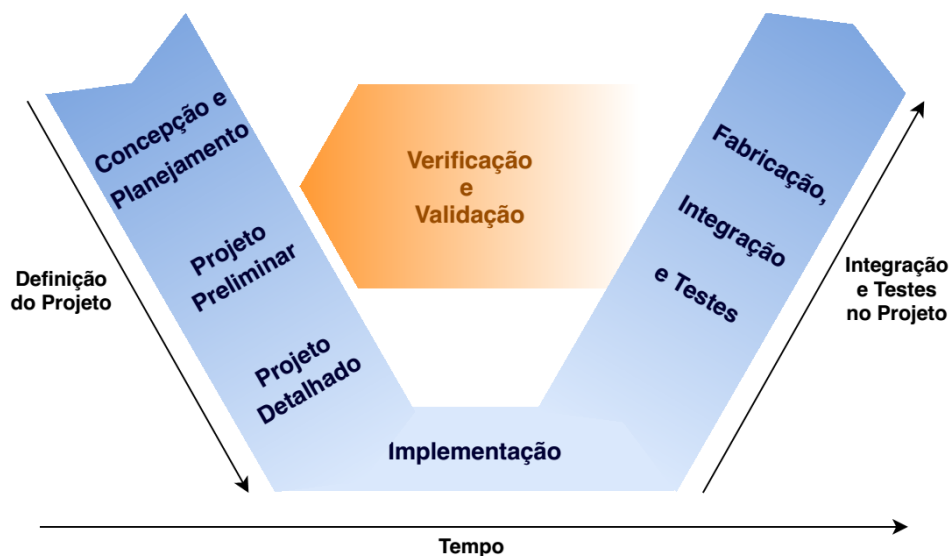 Concepção e
Planejamento
Projeto
Preliminar
Projeto
Detalhado
Definição
do Projeto
Verificação
e
Validação
Implementação
Fabricação,
Integração
e Testes
Integração
e Testes
no Projeto
Tempo